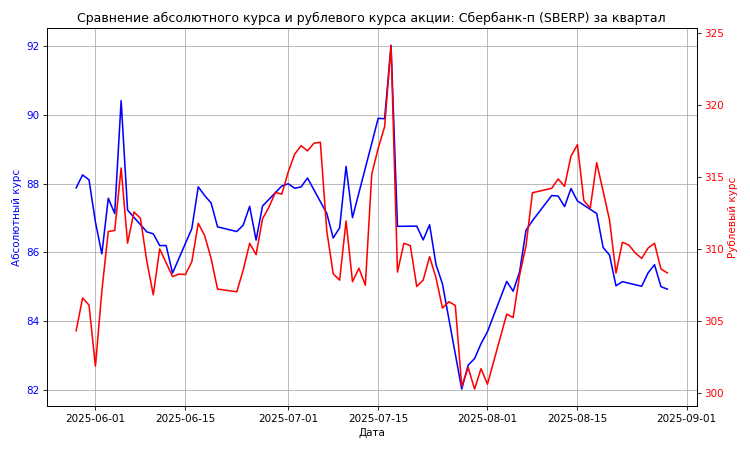 Сравнение абсолютного курса и рублевого курса акции: Сбербанк-п (SBERP) за квартал
Абсолютный курс
92
90
88
86
84
82
325
320
315
310
305
300
Рублевый курс
2025-06-01 2025-06-15 2025-07-01 2025-07-15 2025-08-01 2025-08-15 2025-09-01
Дата